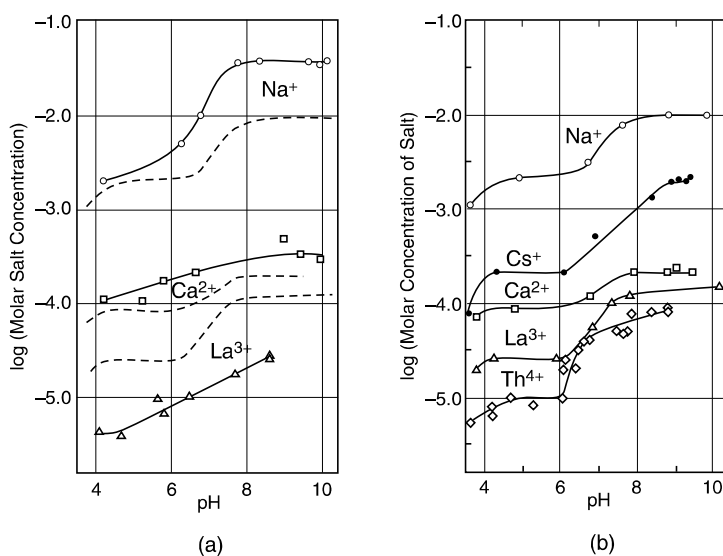 log (Molar Salt Concentration)
−1.0
−2.0
−3.0
−4.0
−5.0
Na+
Ca2+
La3+
4
6
8
10
pH
(a)
log (Molar Concentration of Salt)
−1.0
−2.0
−3.0
−4.0
−5.0
Na+
Cs+
Ca2+
La3+
Th4+
4
6
8
10
pH
(b)